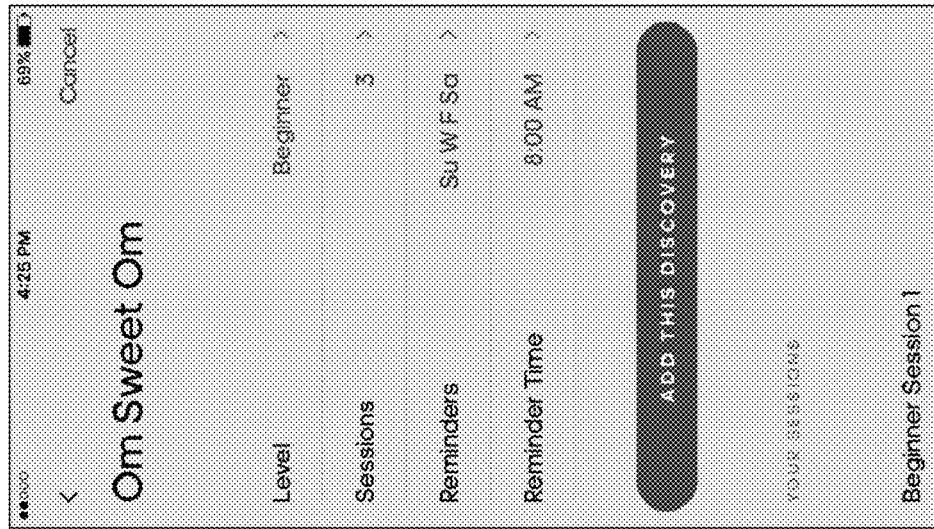 4:25 PM 69%
< Cancel
Om Sweet Om
Level Beginner >
Sessions 3 >
Reminders Su W F Sa >
Reminder Time 8:00 AM >
ADD THIS DISCOVERY
YOUR SESSIONS
Beginner Session 1